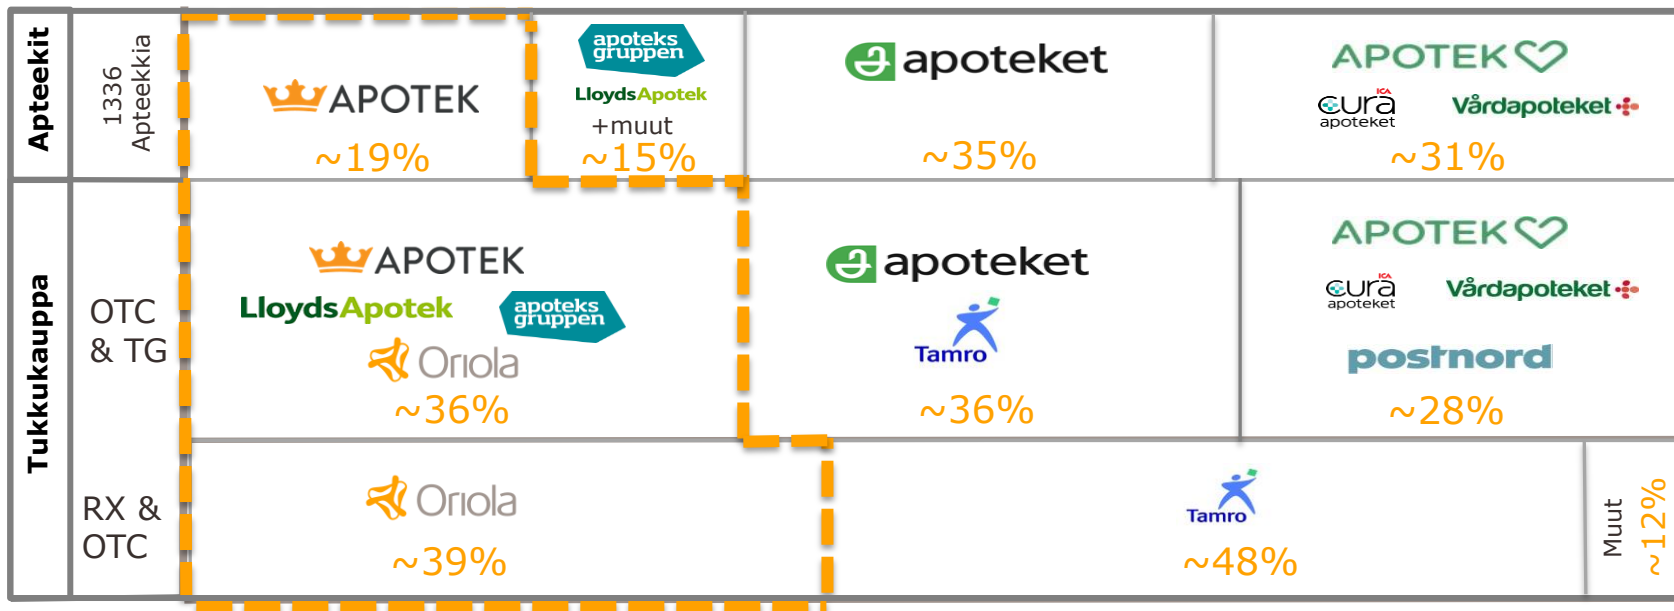 Apteekit
1336
Apteekkia
APOTEK
~19%
apoteks
gruppen
LloydsApotek
+muut
~15%
apoteket
~35%
APOTEK
ICA
cura
apoteket
Vårdapoteket
~31%
Tukkukauppa
OTC
& TG
APOTEK
LloydsApotek
apoteks
gruppen
Oriola
~36%
apoteket
Tamro
~36%
APOTEK
ICA
cura
apoteket
Vårdapoteket
postnord
~28%
RX &
OTC
Oriola
~39%
Tamro
~48%
Muut
~12%